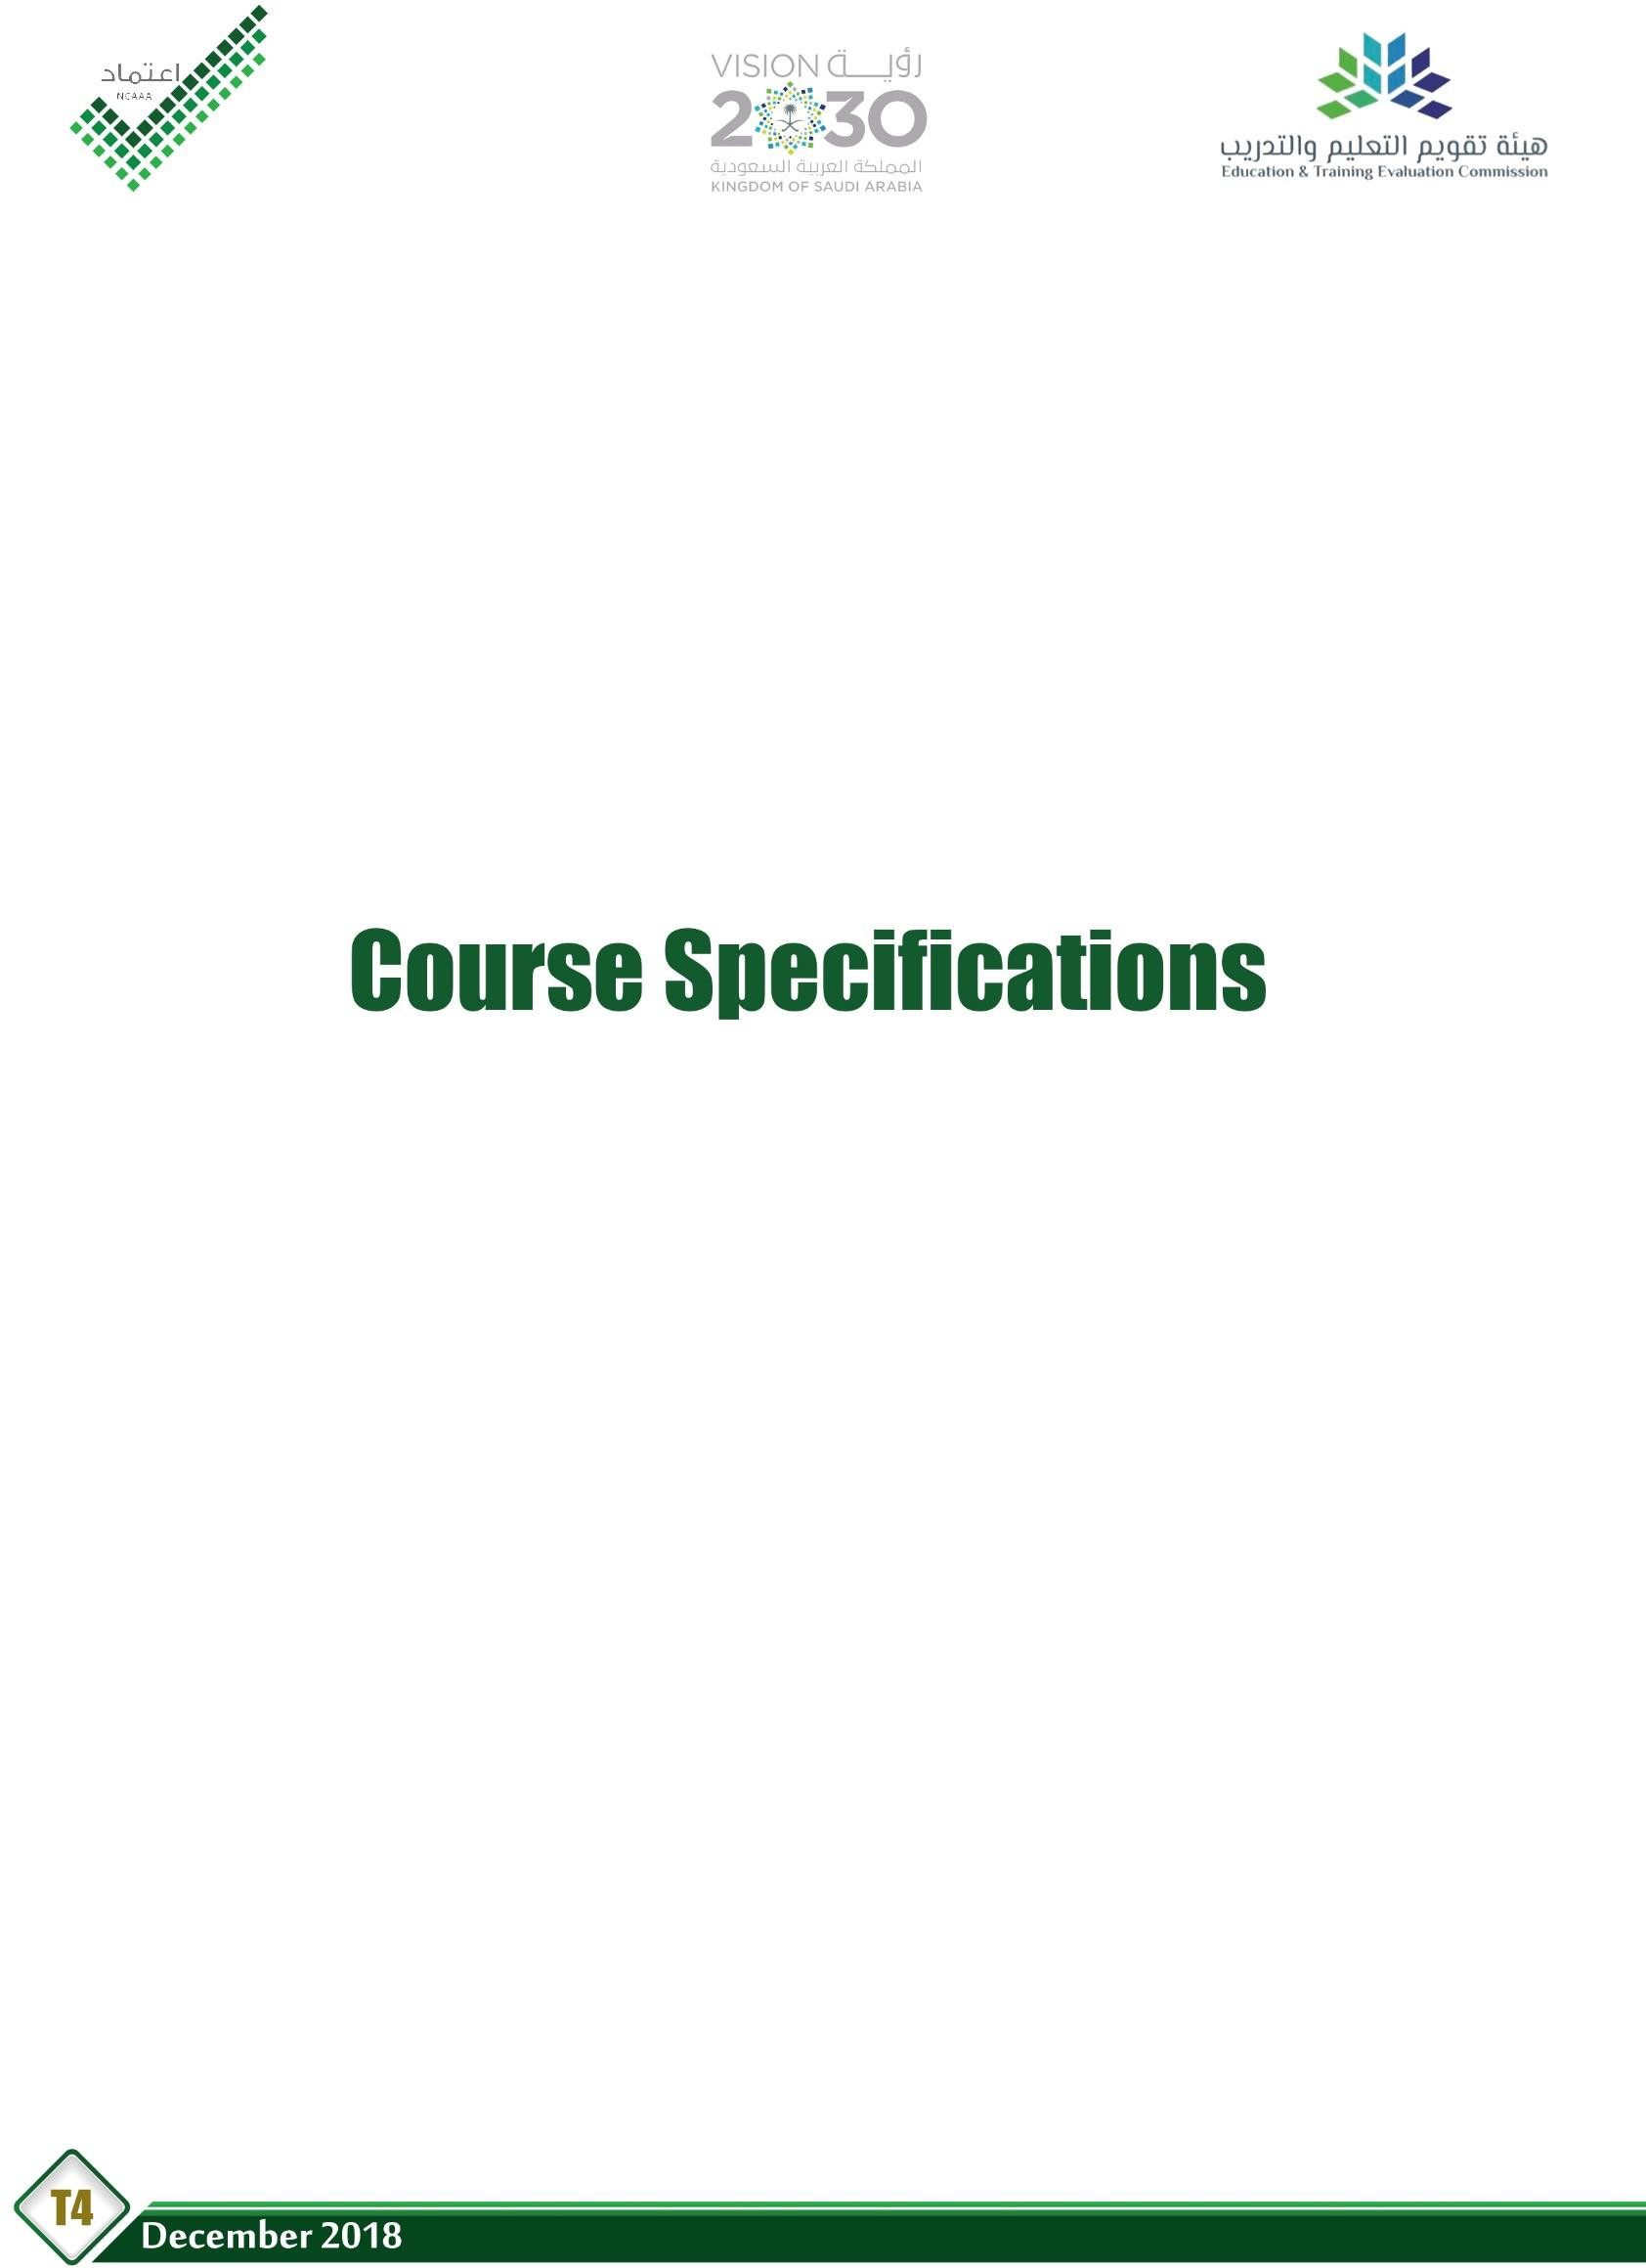 اعتماد
NCAAA
VISION رؤيـــة
2030
المملكة العربية السعودية
KINGDOM OF SAUDI ARABIA
هيئة تقويم التعليم والتدريب
Education & Training Evaluation Commission
Course Specifications
T4
December 2018